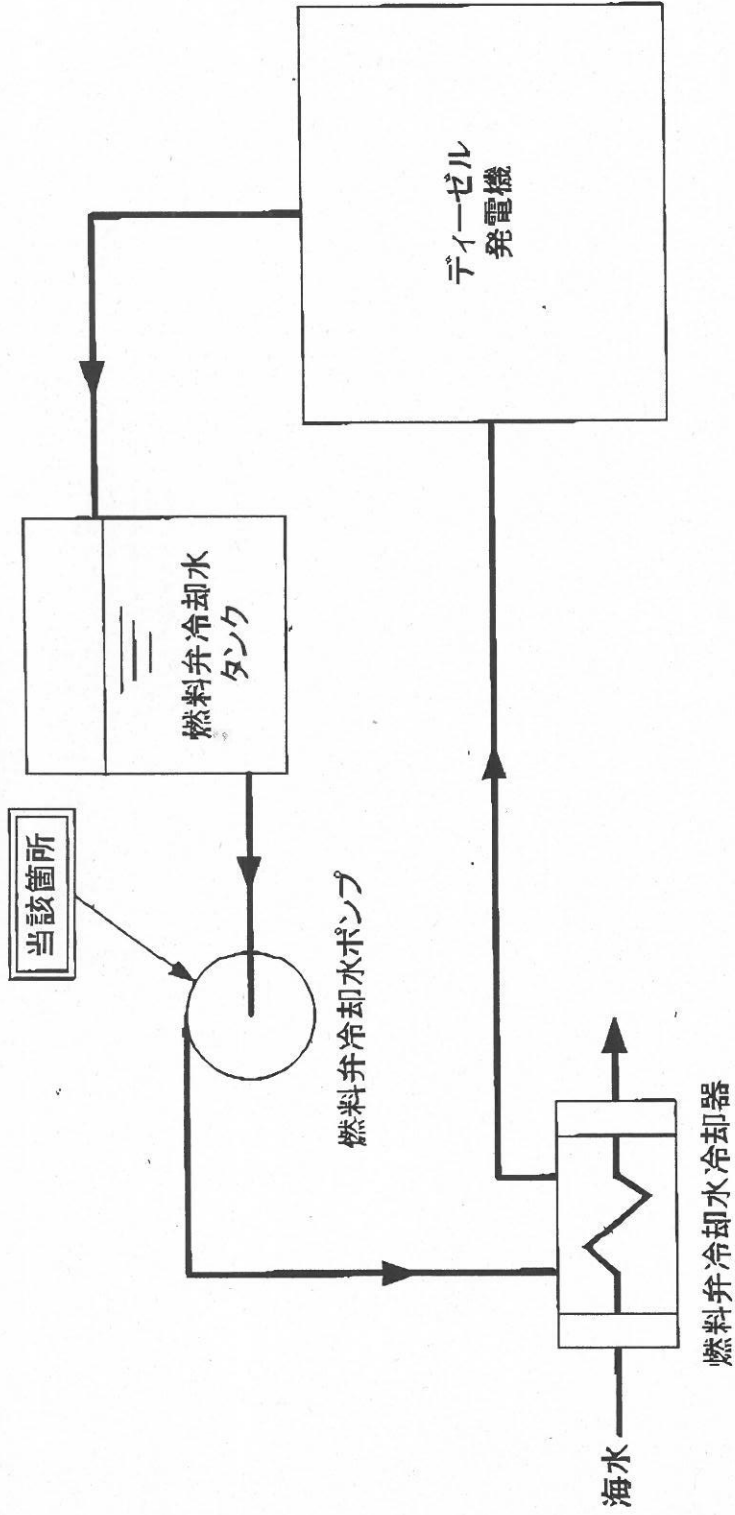 当該箇所
燃料弁冷却水
タンク
燃料弁冷却水ポンプ
ディーゼル
発電機
海水
燃料弁冷却水冷却器